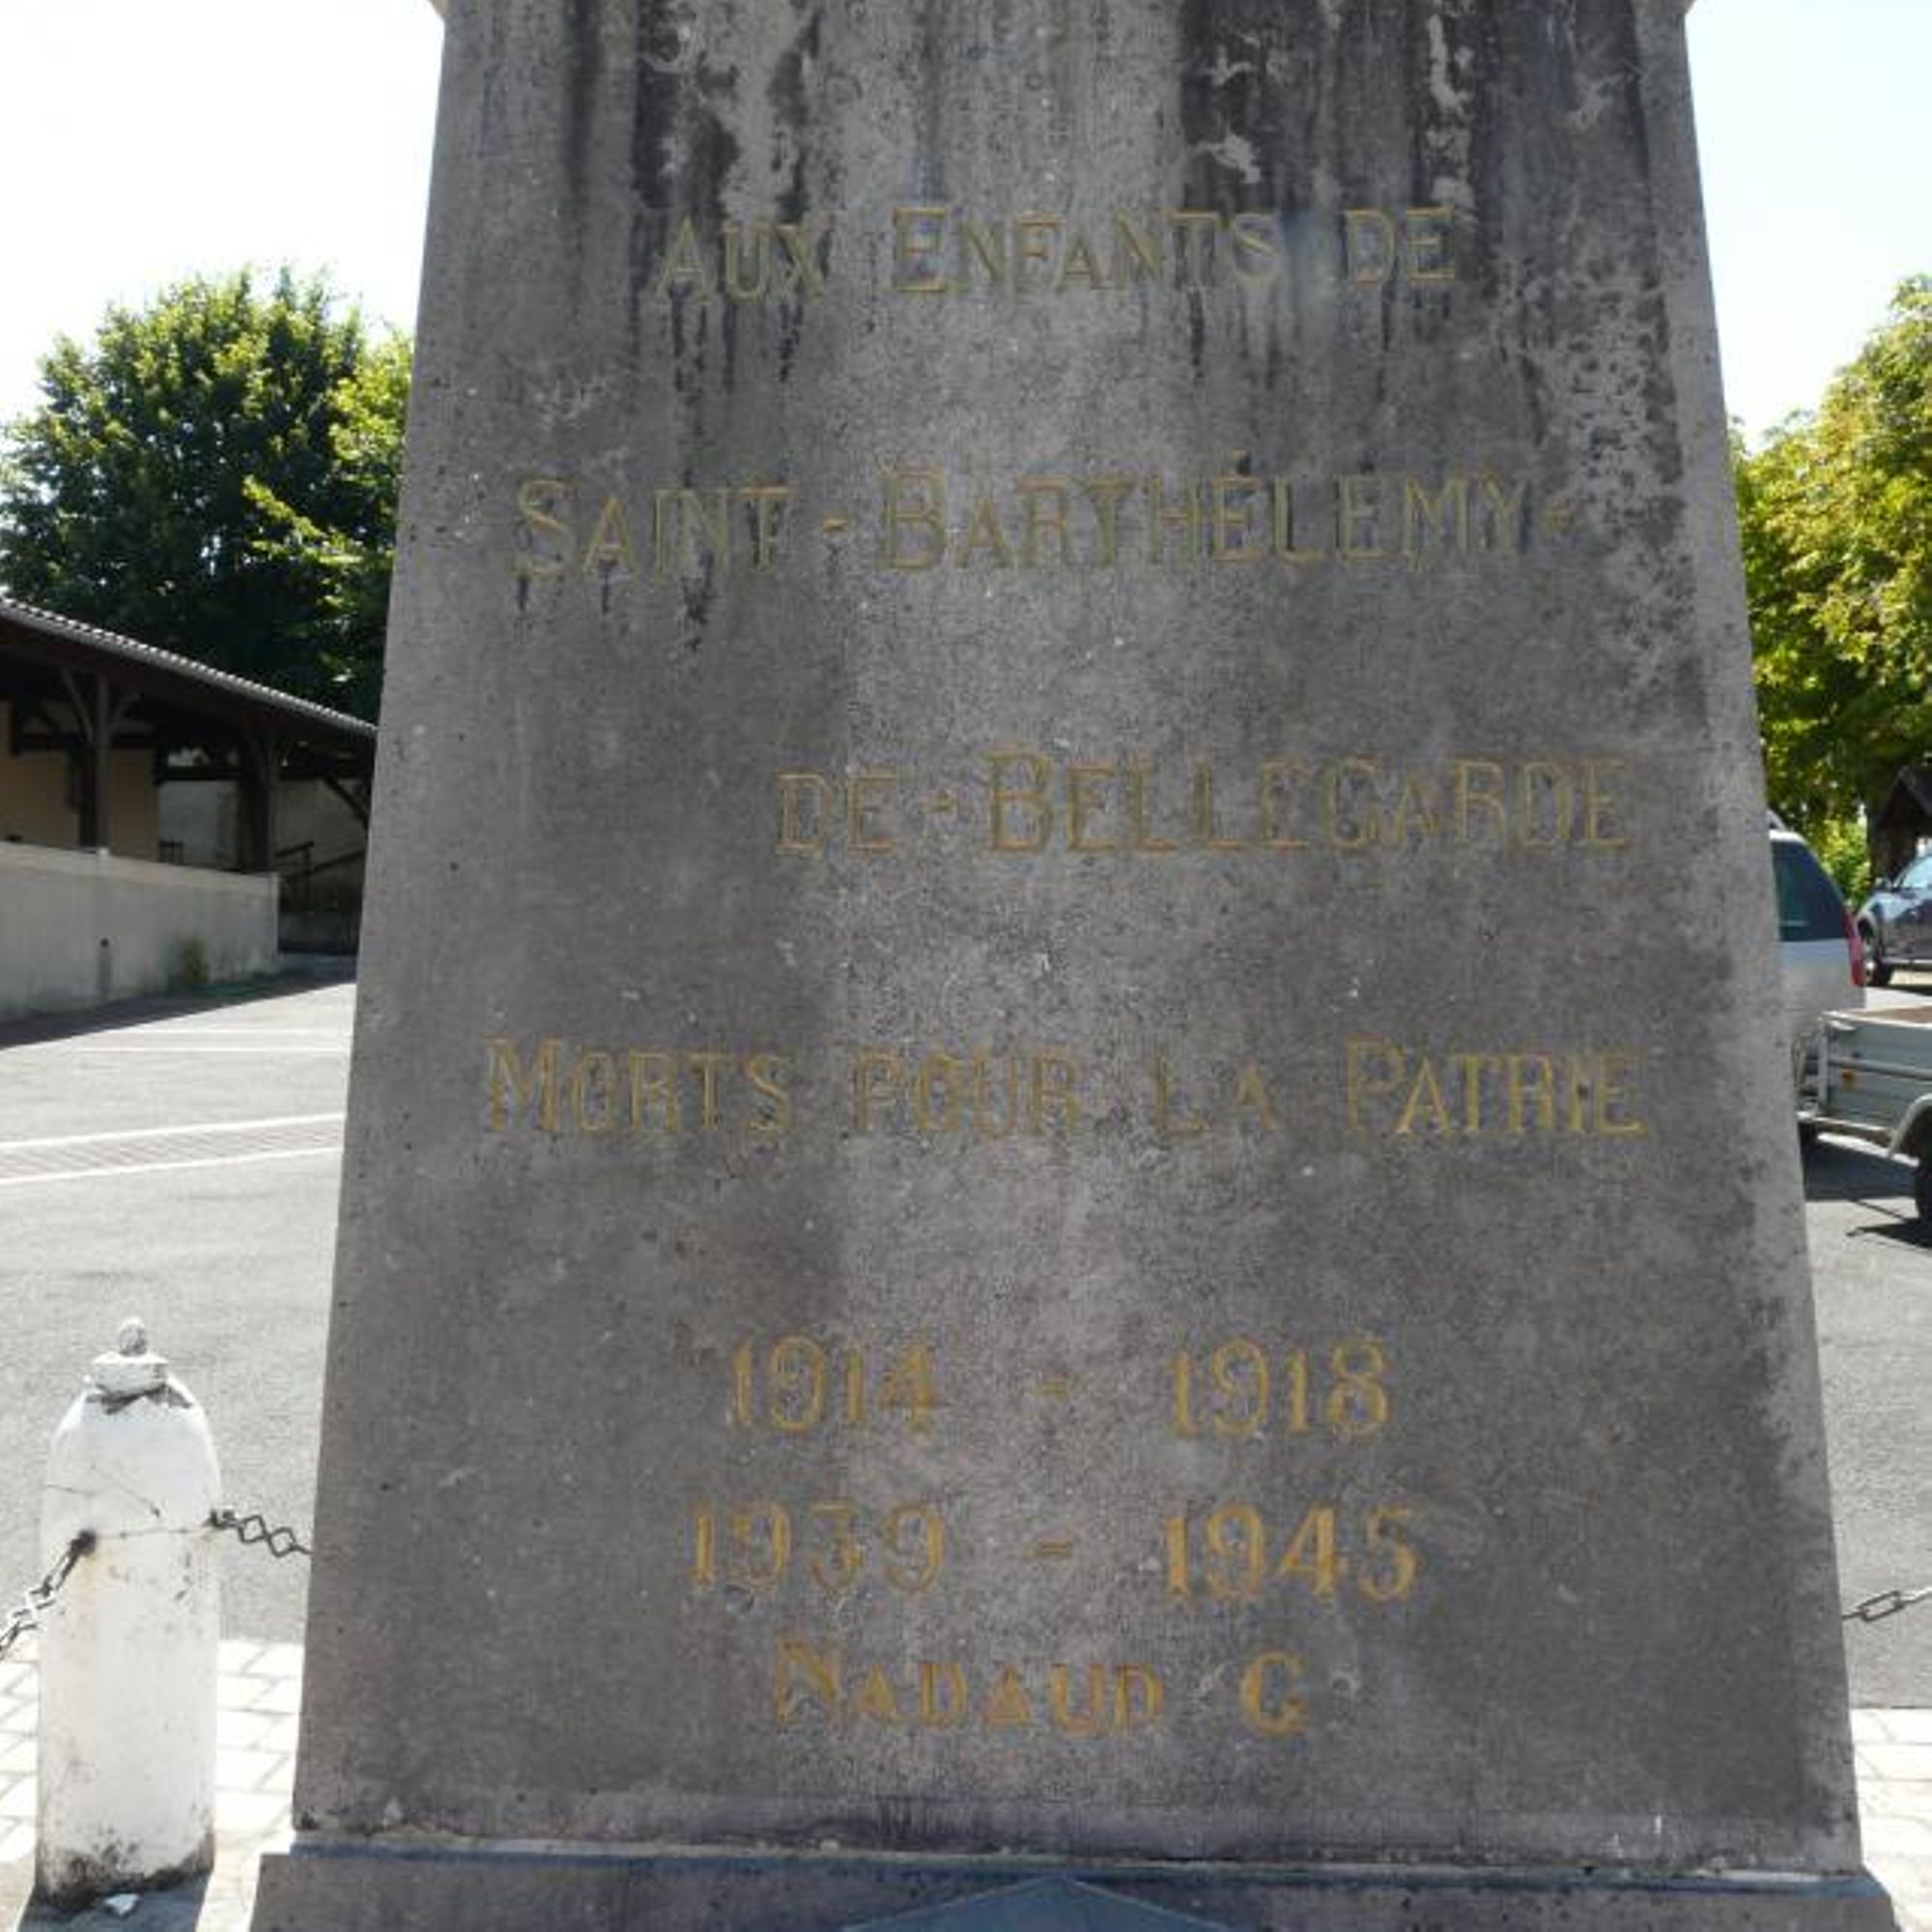 AUX ENFANTS DE
SAINT-BARTHÉLEMY-
DE-BELLEGARDE
MORTS POUR LA PATRIE
1914 - 1918
1939 - 1945
NADAUD G